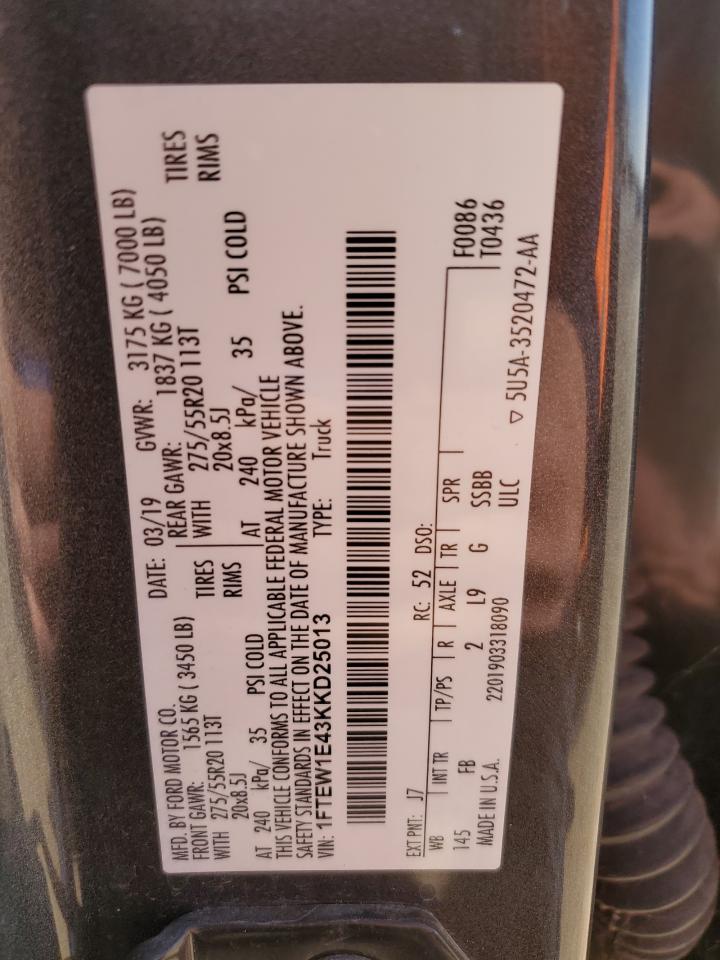 MFD. BY FORD MOTOR CO. DATE: 03/19 GVWR: 3175 KG ( 7000 LB)
FRONT GAWR: 1565 KG ( 3450 LB) REAR GAWR: 1837 KG ( 4050 LB)
WITH 275/55R20 113T TIRES WITH 275/55R20 113T TIRES
20x8.5J RIMS 20x8.5J RIMS
AT 240 kPa/ 35 PSI COLD AT 240 kPa/ 35 PSI COLD
THIS VEHICLE CONFORMS TO ALL APPLICABLE FEDERAL MOTOR VEHICLE
SAFETY STANDARDS IN EFFECT ON THE DATE OF MANUFACTURE SHOWN ABOVE.
VIN: 1FTEW1E43KKD25013 TYPE: Truck
EXT PNT: J7 RC: 52 DSO: F0086
WB INT TR TP/PS R AXLE TR SPR T0436
145 FB 2 L9 G SSBB
MADE IN U.S.A. 2201903318090 ULC
▽ 5U5A-3520472-AA